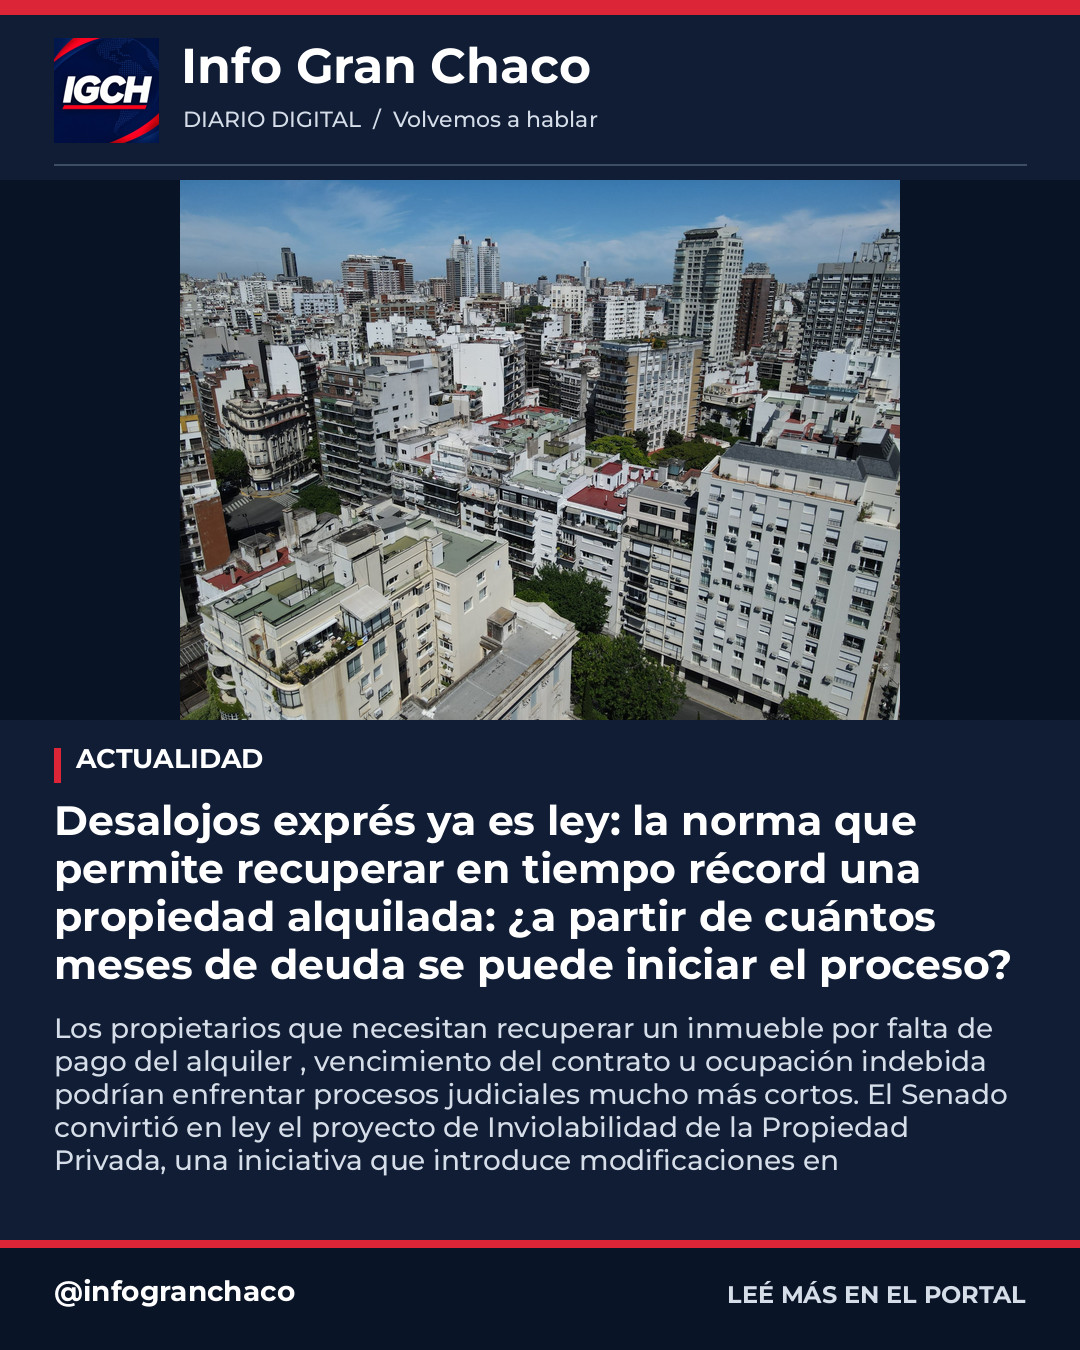 IGCH
Info Gran Chaco
DIARIO DIGITAL / Volvemos a hablar
ACTUALIDAD
Desalojos exprés ya es ley: la norma que
permite recuperar en tiempo récord una
propiedad alquilada: ¿a partir de cuántos
meses de deuda se puede iniciar el proceso?
Los propietarios que necesitan recuperar un inmueble por falta de
pago del alquiler , vencimiento del contrato u ocupación indebida
podrían enfrentar procesos judiciales mucho más cortos. El Senado
convirtió en ley el proyecto de Inviolabilidad de la Propiedad
Privada, una iniciativa que introduce modificaciones en
@infogranchaco
LEÉ MÁS EN EL PORTAL